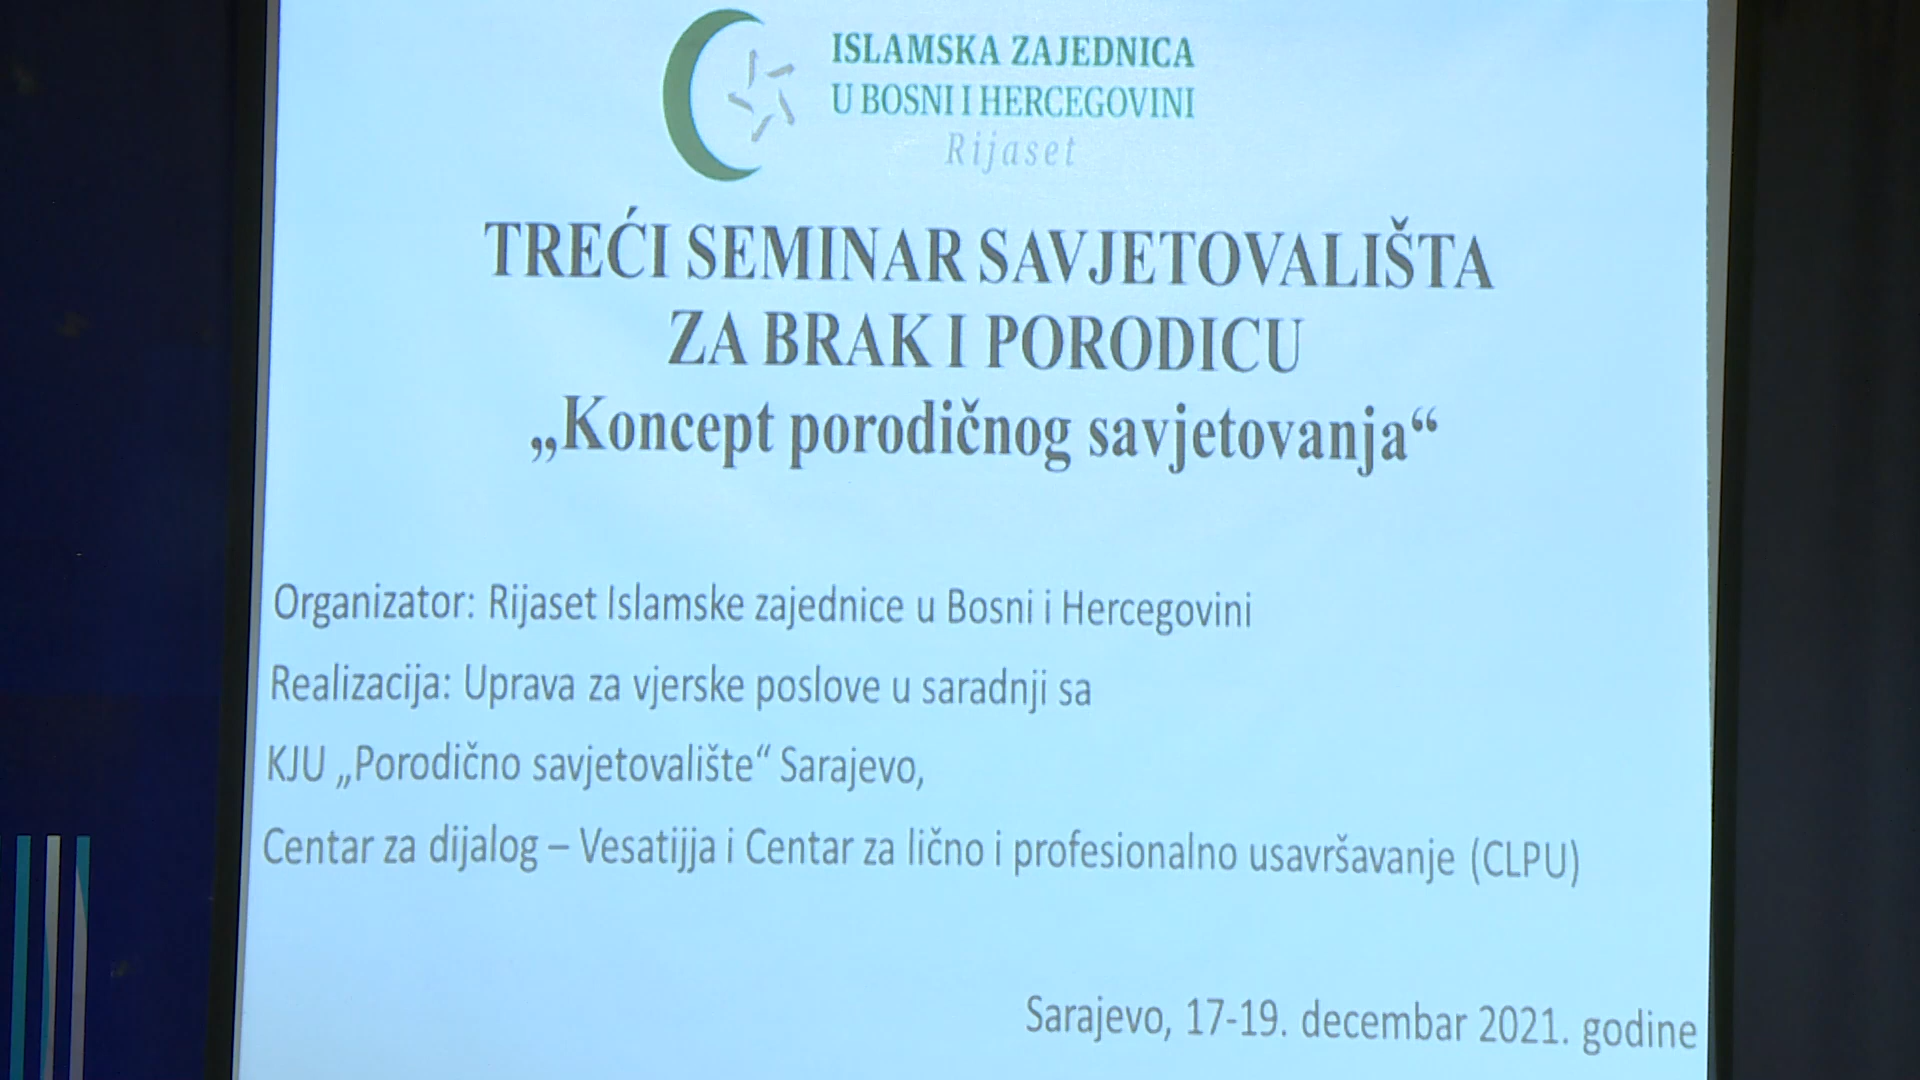 ISLAMSKA ZAJEDNICA
U BOSNI I HERCEGOVINI
Rijaset
TREĆI SEMINAR SAVJETOVALIŠTA
ZA BRAK I PORODICU
„Koncept porodičnog savjetovanja“
Organizator: Rijaset Islamske zajednice u Bosni i Hercegovini
Realizacija: Uprava za vjerske poslove u saradnji sa
KJU „Porodično savjetovalište“ Sarajevo,
Centar za dijalog – Vesatijja i Centar za lično i profesionalno usavršavanje (CLPU)
Sarajevo, 17-19. decembar 2021. godine